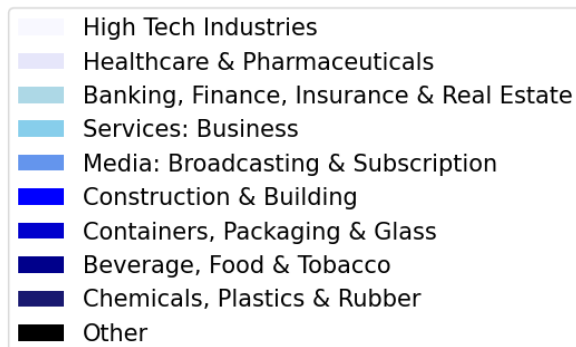 High Tech Industries
Healthcare & Pharmaceuticals
Banking, Finance, Insurance & Real Estate
Services: Business
Media: Broadcasting & Subscription
Construction & Building
Containers, Packaging & Glass
Beverage, Food & Tobacco
Chemicals, Plastics & Rubber
Other